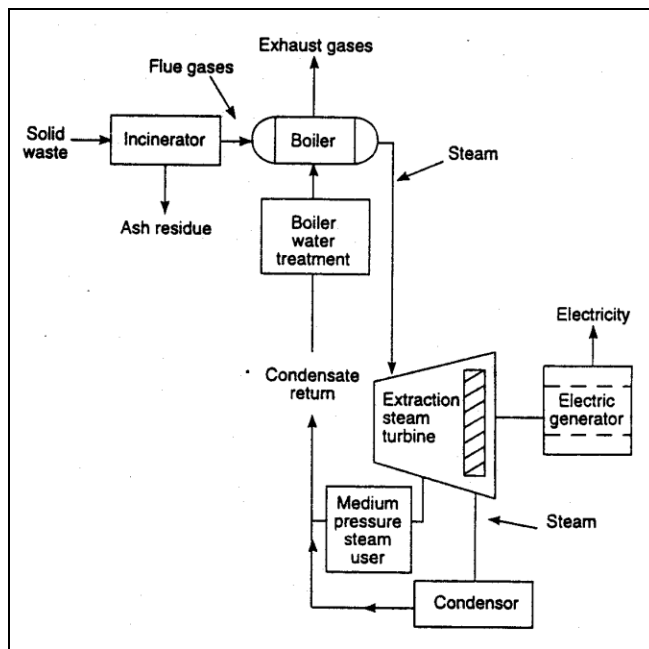 Exhaust gases
Flue gases
Solid
waste
Incinerator
Boiler
Steam
Ash residue
Boiler
water
treatment
Electricity
Condensate
return
Extraction
steam
turbine
Electric
generator
Medium
pressure
steam
user
Steam
Condensor